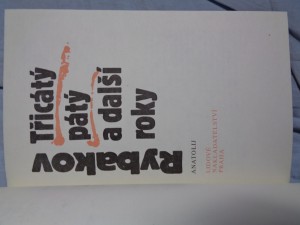 Třicátý
pátý
a další
roky
Rybakov
ANATOLIJ
LIDOVÉ
NAKLADATELSTVÍ
PRAHA